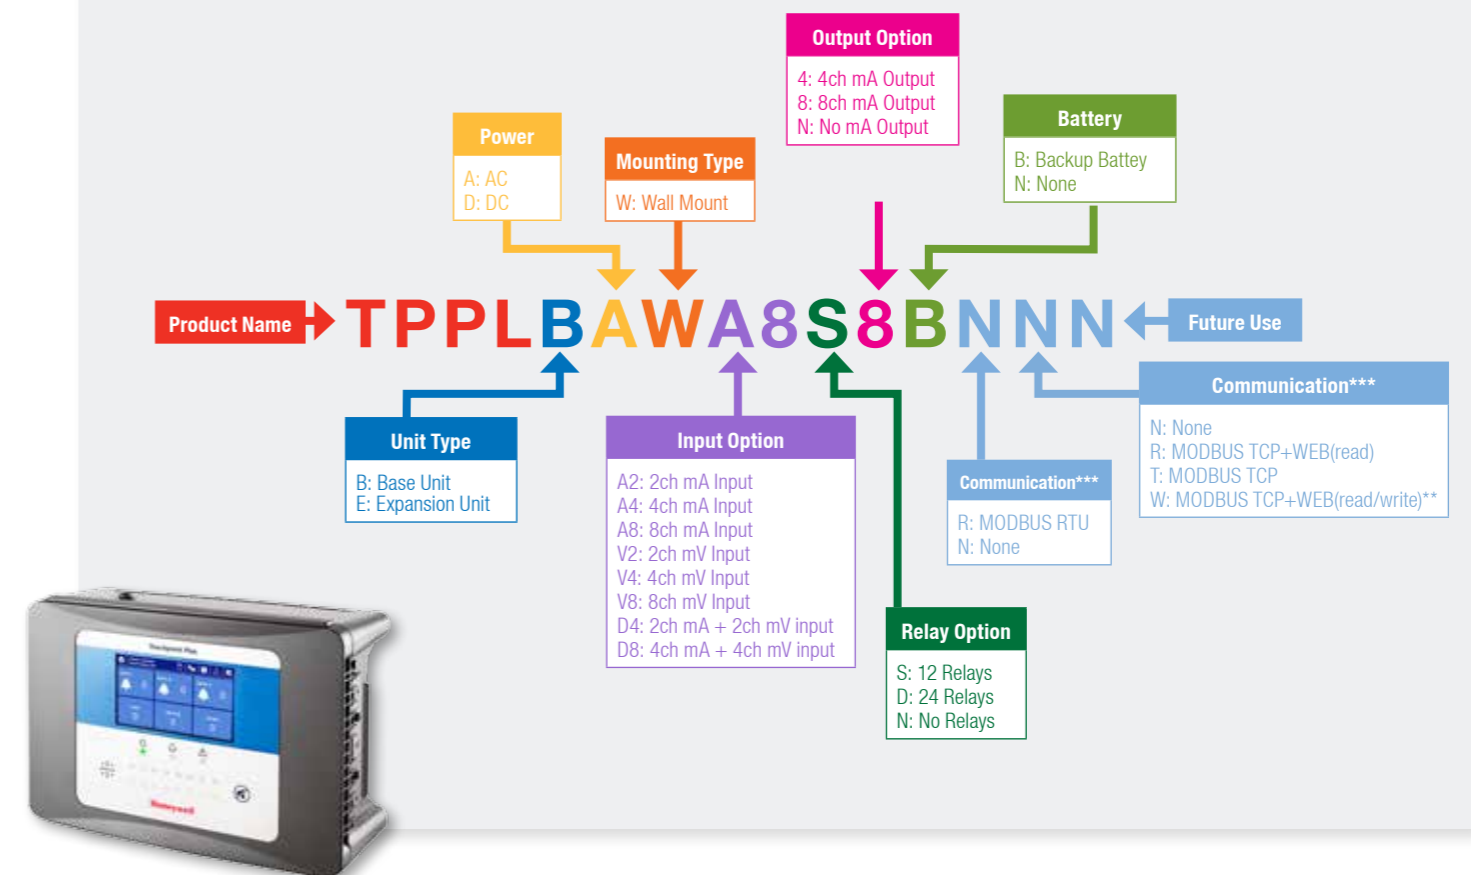 Output Option
4: 4ch mA Output
8: 8ch mA Output
N: No mA Output
Battery
B: Backup Battey
N: None
Power
A: AC
D: DC
Mounting Type
W: Wall Mount
Product Name
TPPLBAWA8S8BNNN
Future Use
Unit Type
B: Base Unit
E: Expansion Unit
Input Option
A2: 2ch mA Input
A4: 4ch mA Input
A8: 8ch mA Input
V2: 2ch mV Input
V4: 4ch mV Input
V8: 8ch mV Input
D4: 2ch mA + 2ch mV input
D8: 4ch mA + 4ch mV input
Relay Option
S: 12 Relays
D: 24 Relays
N: No Relays
Communication***
R: MODBUS RTU
N: None
Communication***
N: None
R: MODBUS TCP+WEB(read)
T: MODBUS TCP
W: MODBUS TCP+WEB(read/write)**
Touchpoint Plus
Honeywell